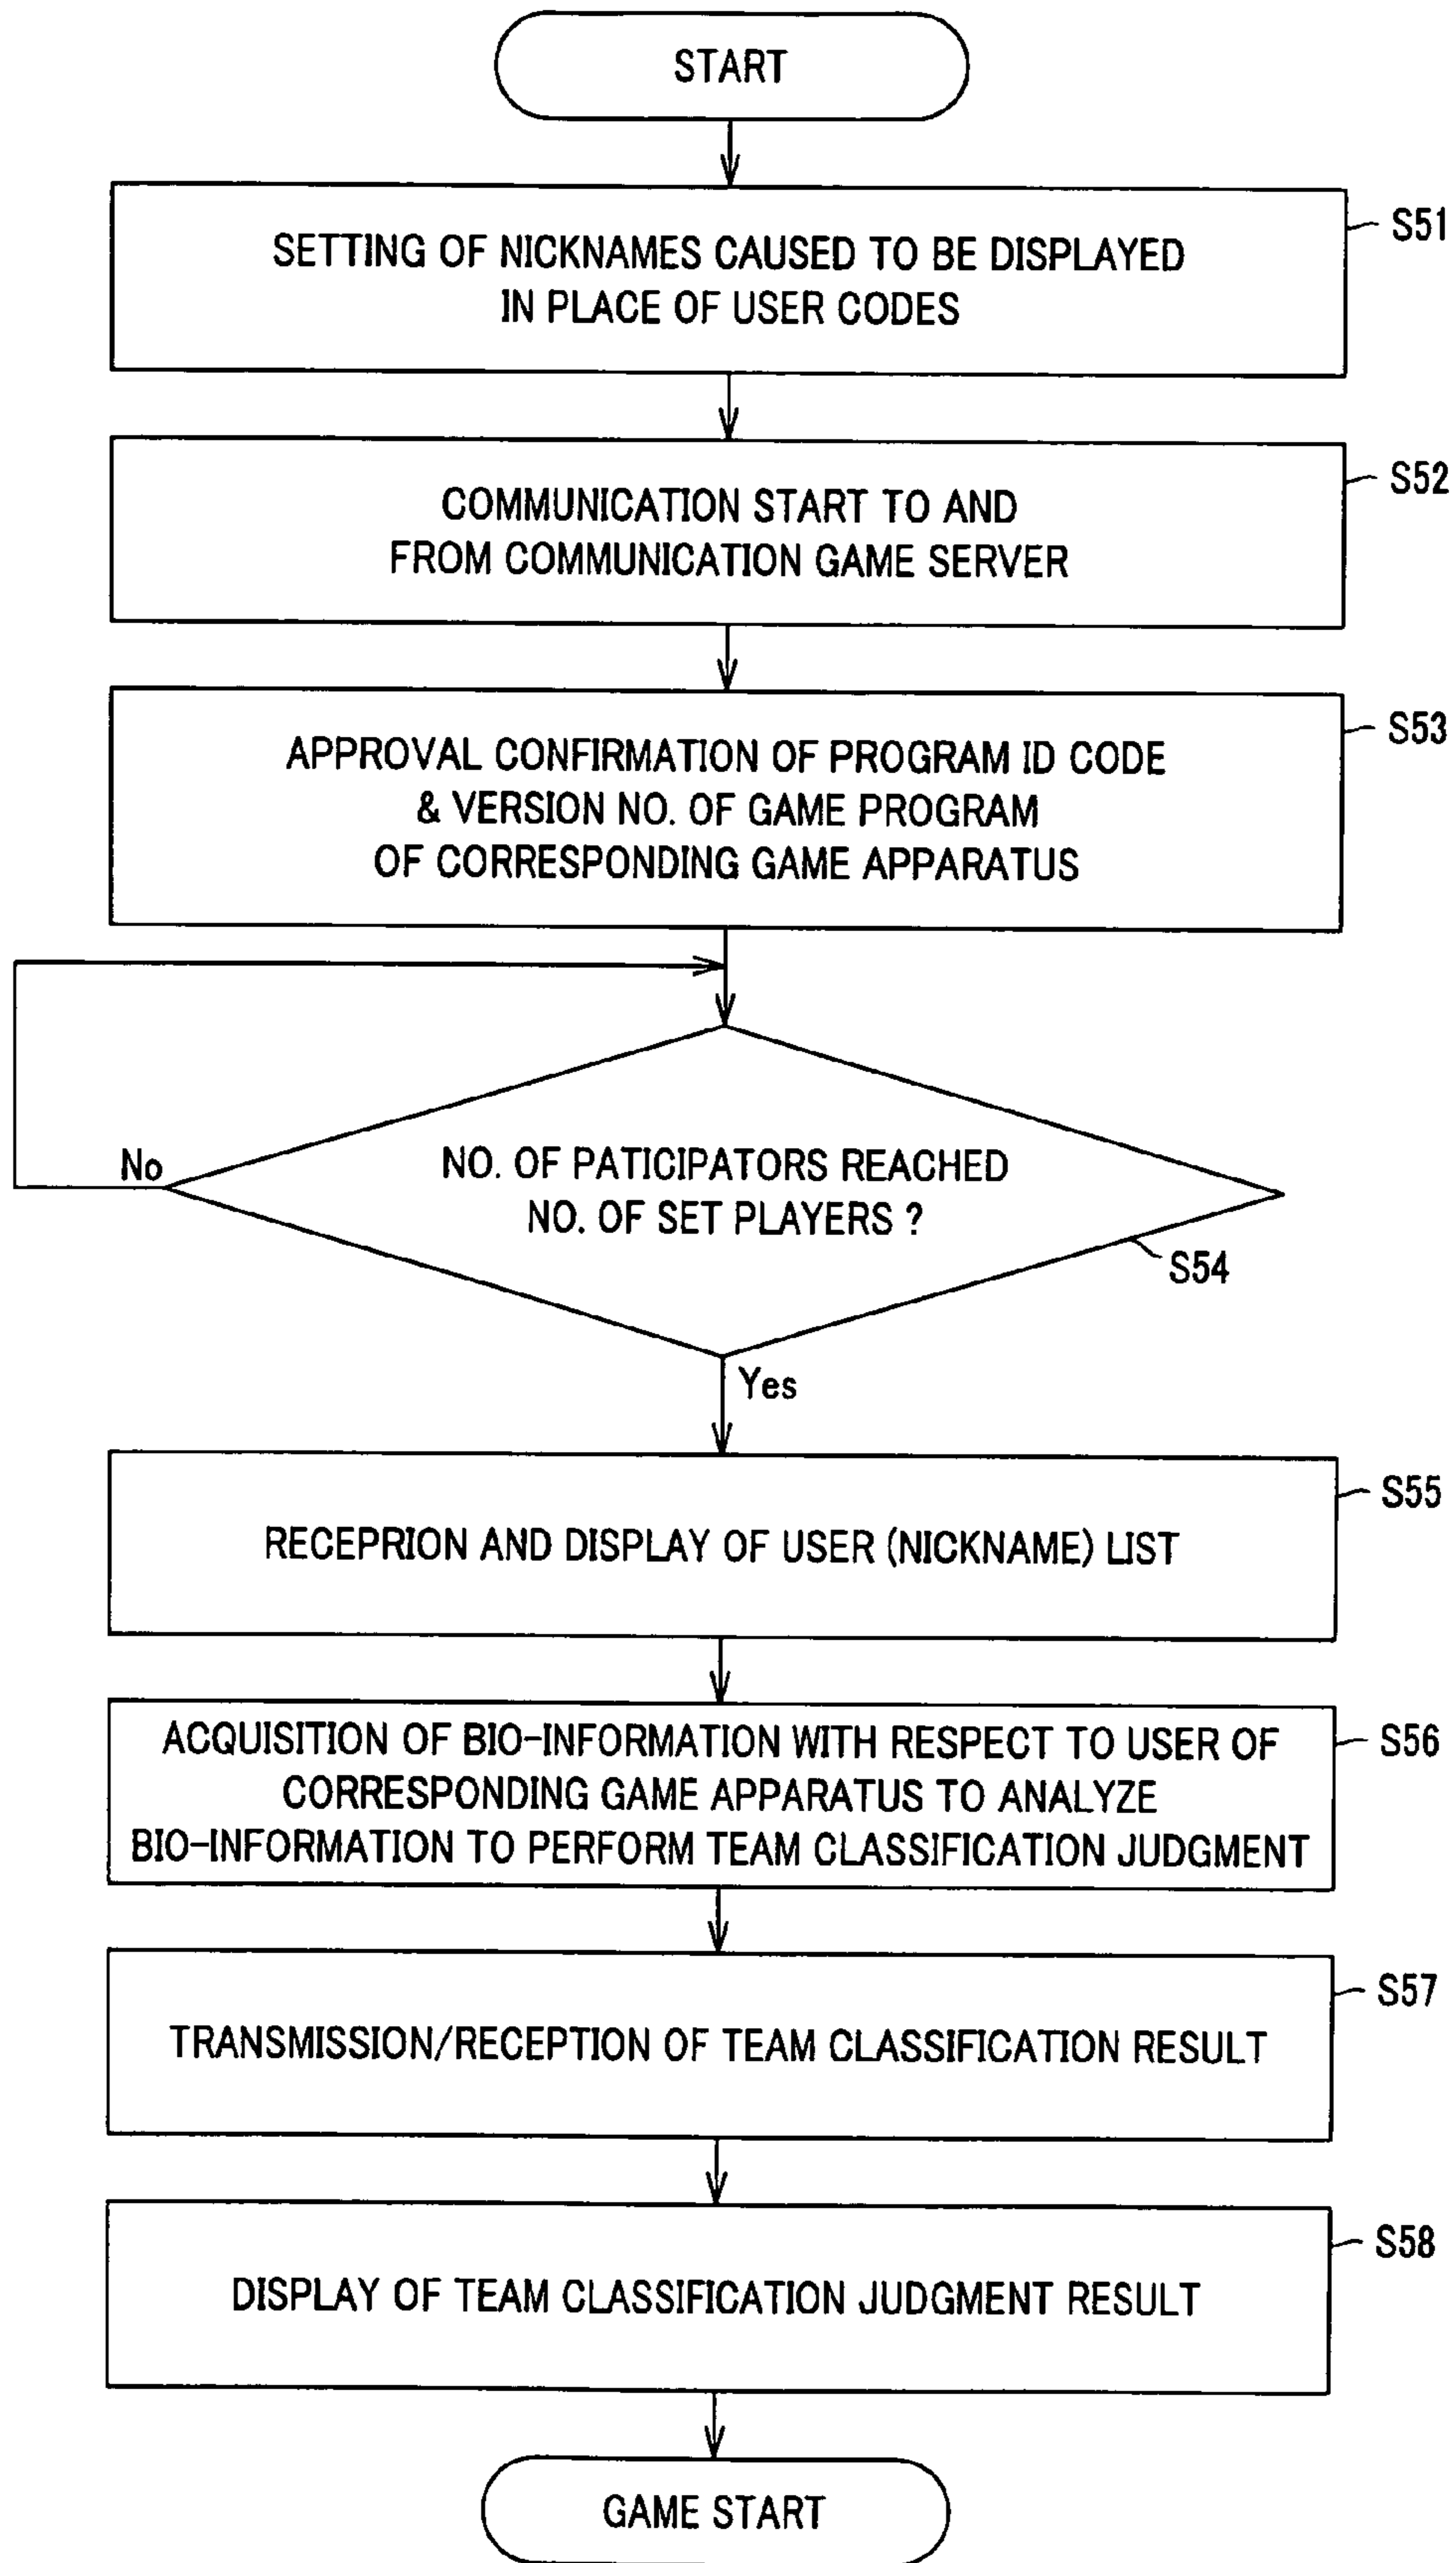 START
SETTING OF NICKNAMES CAUSED TO BE DISPLAYED
IN PLACE OF USER CODES
S51
COMMUNICATION START TO AND
FROM COMMUNICATION GAME SERVER
S52
APPROVAL CONFIRMATION OF PROGRAM ID CODE
& VERSION NO. OF GAME PROGRAM
OF CORRESPONDING GAME APPARATUS
S53
NO. OF PATICIPATORS REACHED
NO. OF SET PLAYERS ?
No
S54
Yes
RECEPRION AND DISPLAY OF USER (NICKNAME) LIST
S55
ACQUISITION OF BIO-INFORMATION WITH RESPECT TO USER OF
CORRESPONDING GAME APPARATUS TO ANALYZE
BIO-INFORMATION TO PERFORM TEAM CLASSIFICATION JUDGMENT
S56
TRANSMISSION/RECEPTION OF TEAM CLASSIFICATION RESULT
S57
DISPLAY OF TEAM CLASSIFICATION JUDGMENT RESULT
S58
GAME START